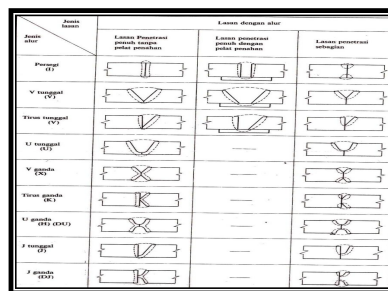 Jenis
lasan
Jenis
alur
Lasan dengan alur
Lasan Penetrasi
penuh tanpa
pelat penahan
Lasan penetrasi
penuh dengan
pelat penahan
Lasan penetrasi
sebagian
Persegi
(I)
V tunggal
(V)
Tirus tunggal
(V)
U tunggal
(U)
V ganda
(X)
Tirus ganda
(K)
U ganda
(H) (DU)
J tunggal
(J)
J ganda
(DJ)